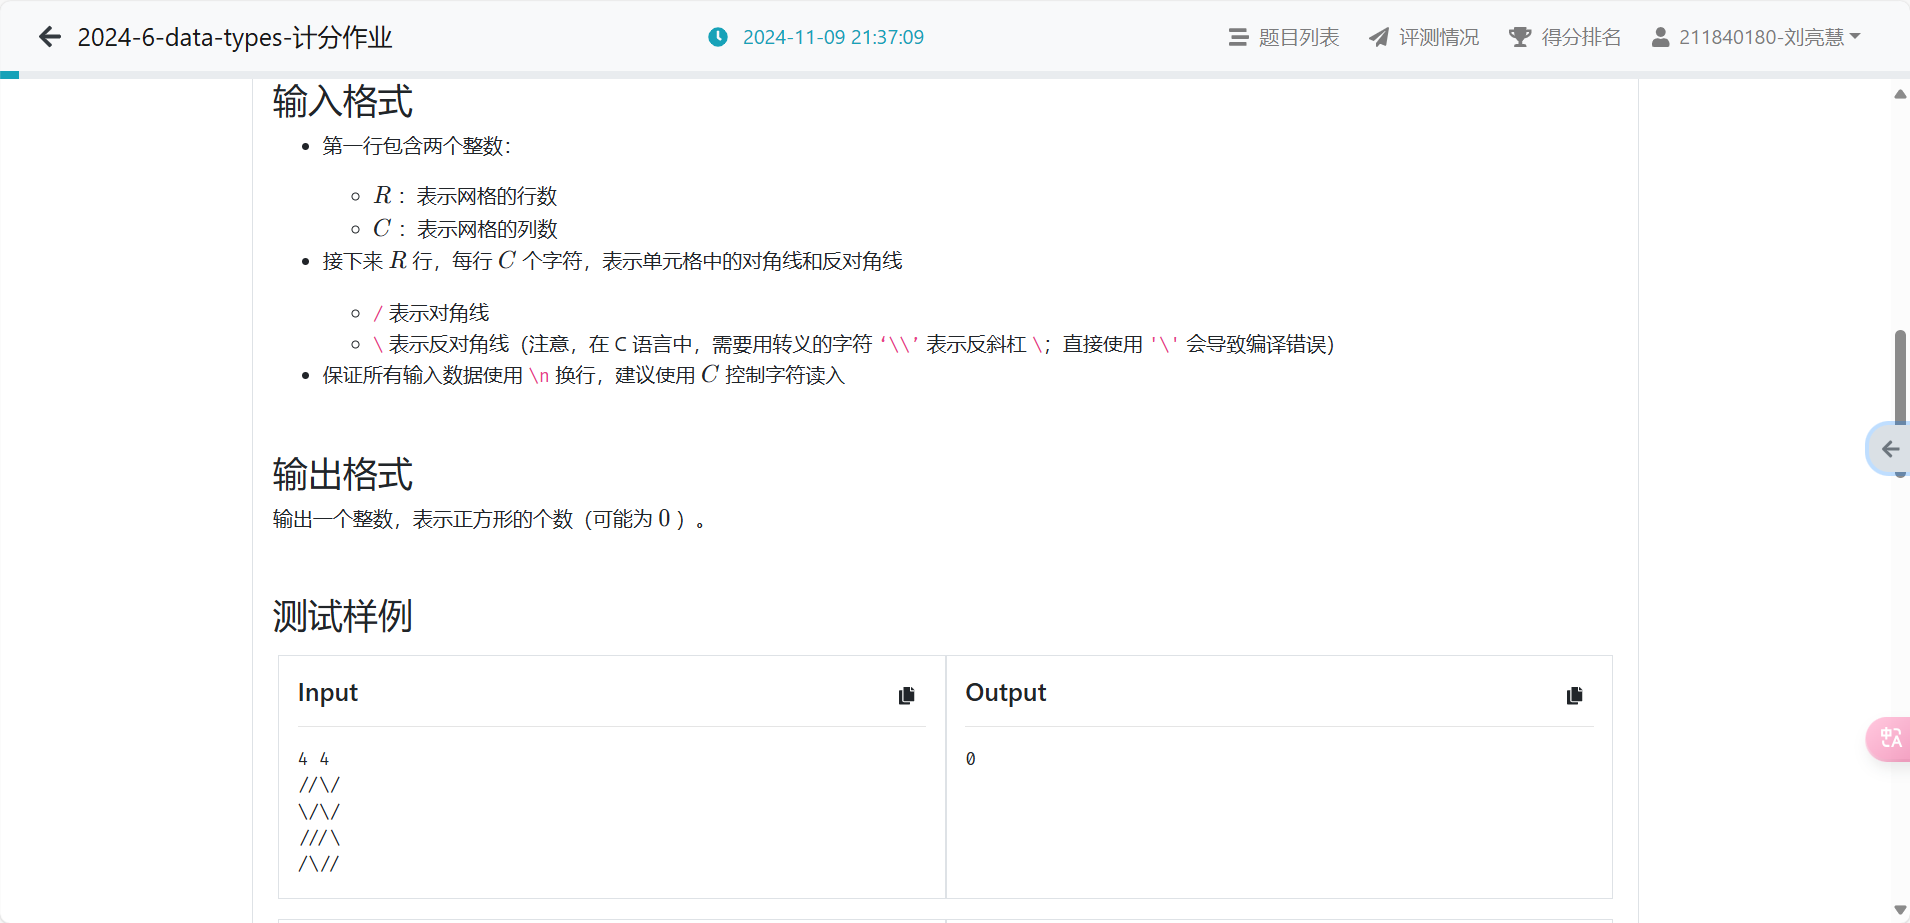 2024-6-data-types-计分作业
2024-11-09 21:37:09
题目列表
评测情况
得分排名
211840180-刘亮慧
输入格式
第一行包含两个整数：
R ： 表示网格的行数
C ： 表示网格的列数
接下来 R 行，每行 C 个字符，表示单元格中的对角线和反对角线
/ 表示对角线
\ 表示反对角线（注意，在 C 语言中，需要用转义的字符 ‘\\’ 表示反斜杠 \；直接使用 '\' 会导致编译错误）
保证所有输入数据使用 \n 换行，建议使用 C 控制字符读入
输出格式
输出一个整数，表示正方形的个数（可能为 0 ）。
测试样例
Input
Output
4 4
//\/
\/\/
///\
/\//
0
中A